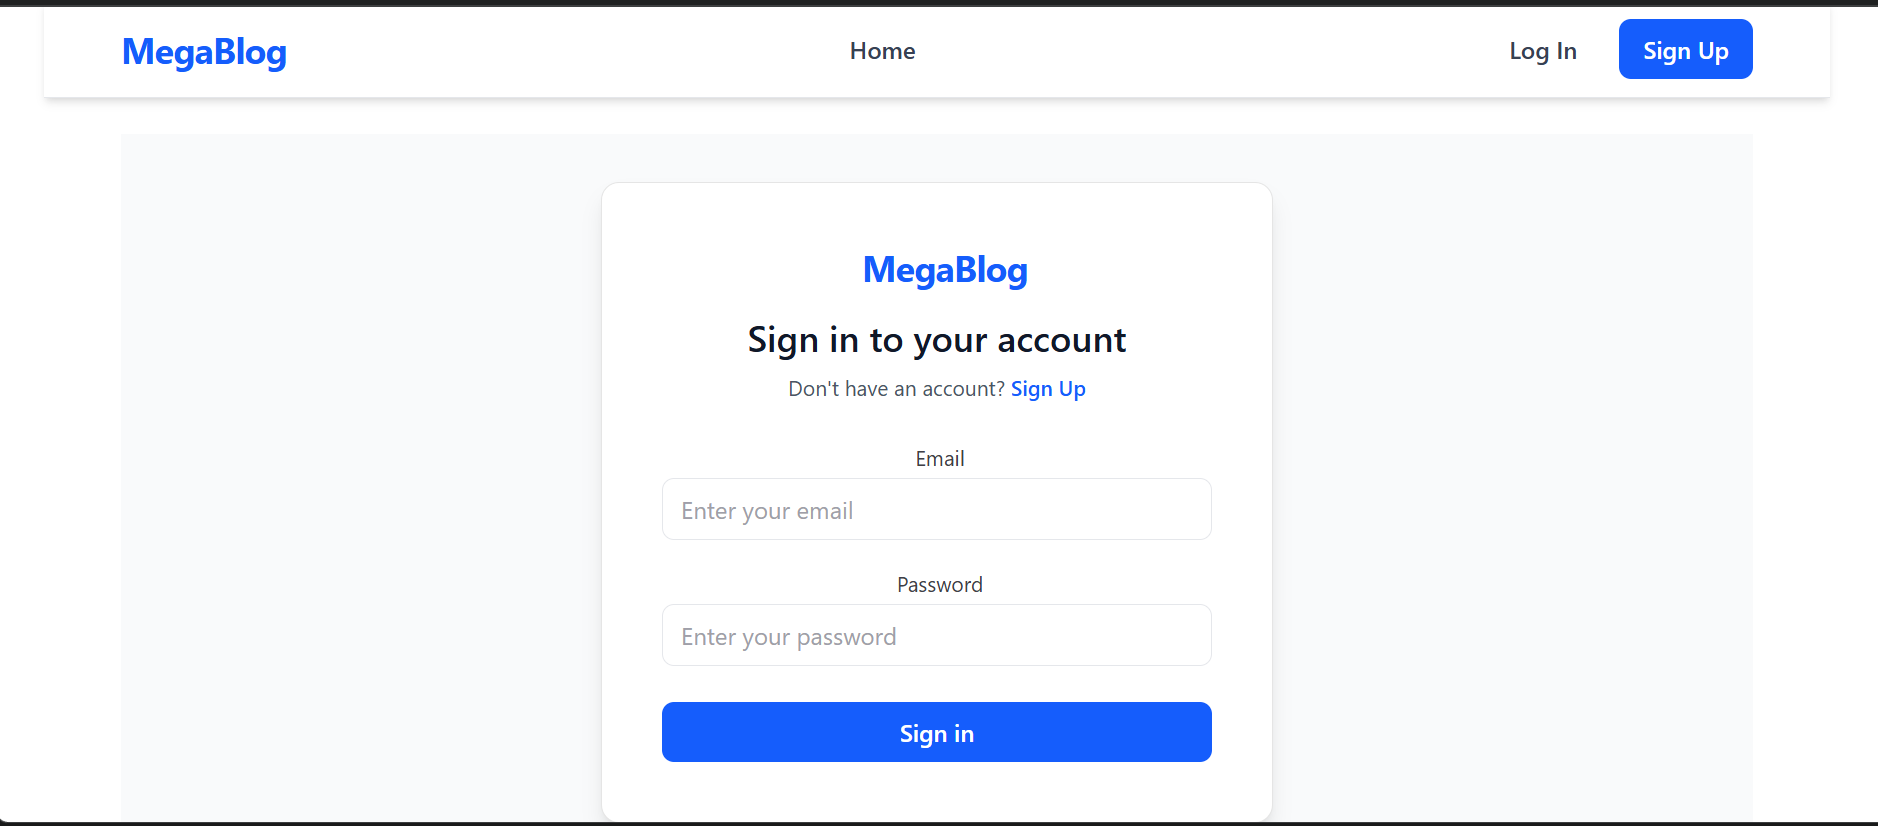 MegaBlog Home Log In Sign Up
MegaBlog
Sign in to your account
Don't have an account? Sign Up
Email
Enter your email
Password
Enter your password
Sign in